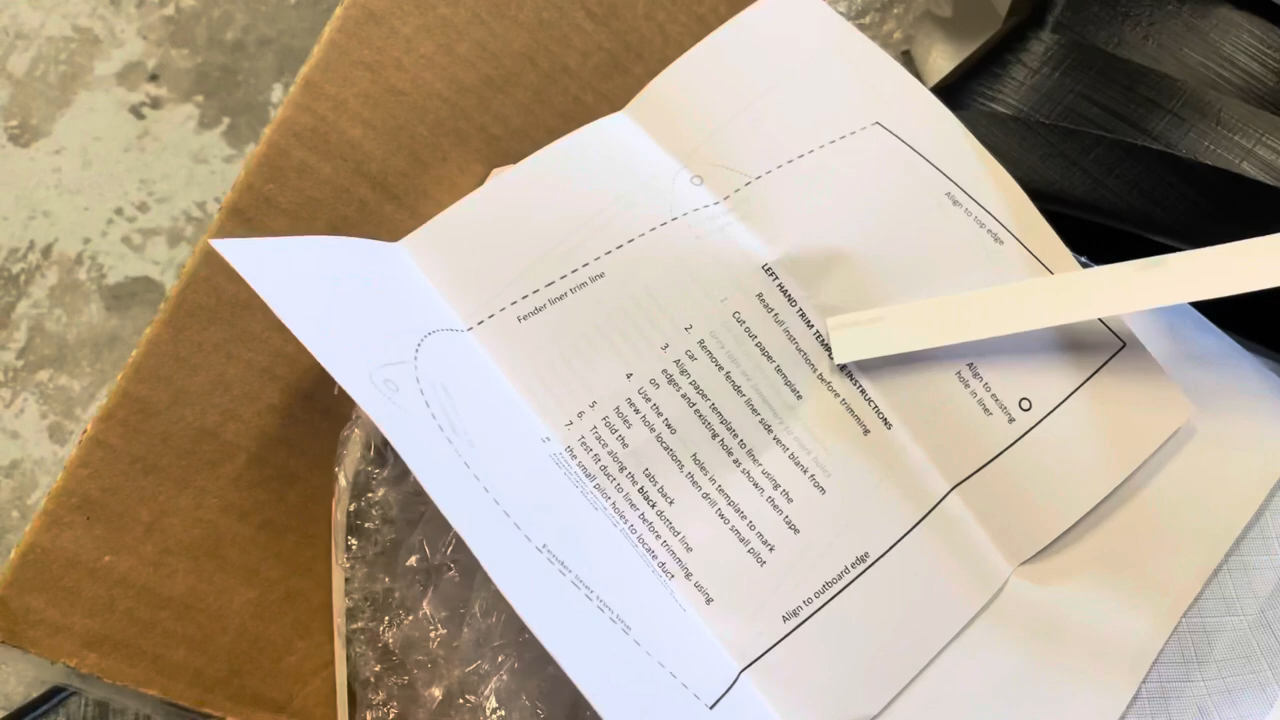 Align to top edge
LEFT HAND TRIM TEMP E INSTRUCTIONS
Read full instructions before trimming
1. Cut out paper template
2. Remove fender liner side vent blank from
car
3. Align paper template to liner using the
edges and existing hole as shown, then tape
on
4. Use the two holes in template to mark
new hole locations, then drill two small pilot
holes
5. Fold the tabs back
6. Trace along the black dotted line
7. Test fit duct to liner before trimming, using
the small pilot holes to locate duct
Align to existing
hole in liner
Fender liner trim line
Align to outboard edge
Fender liner trim line